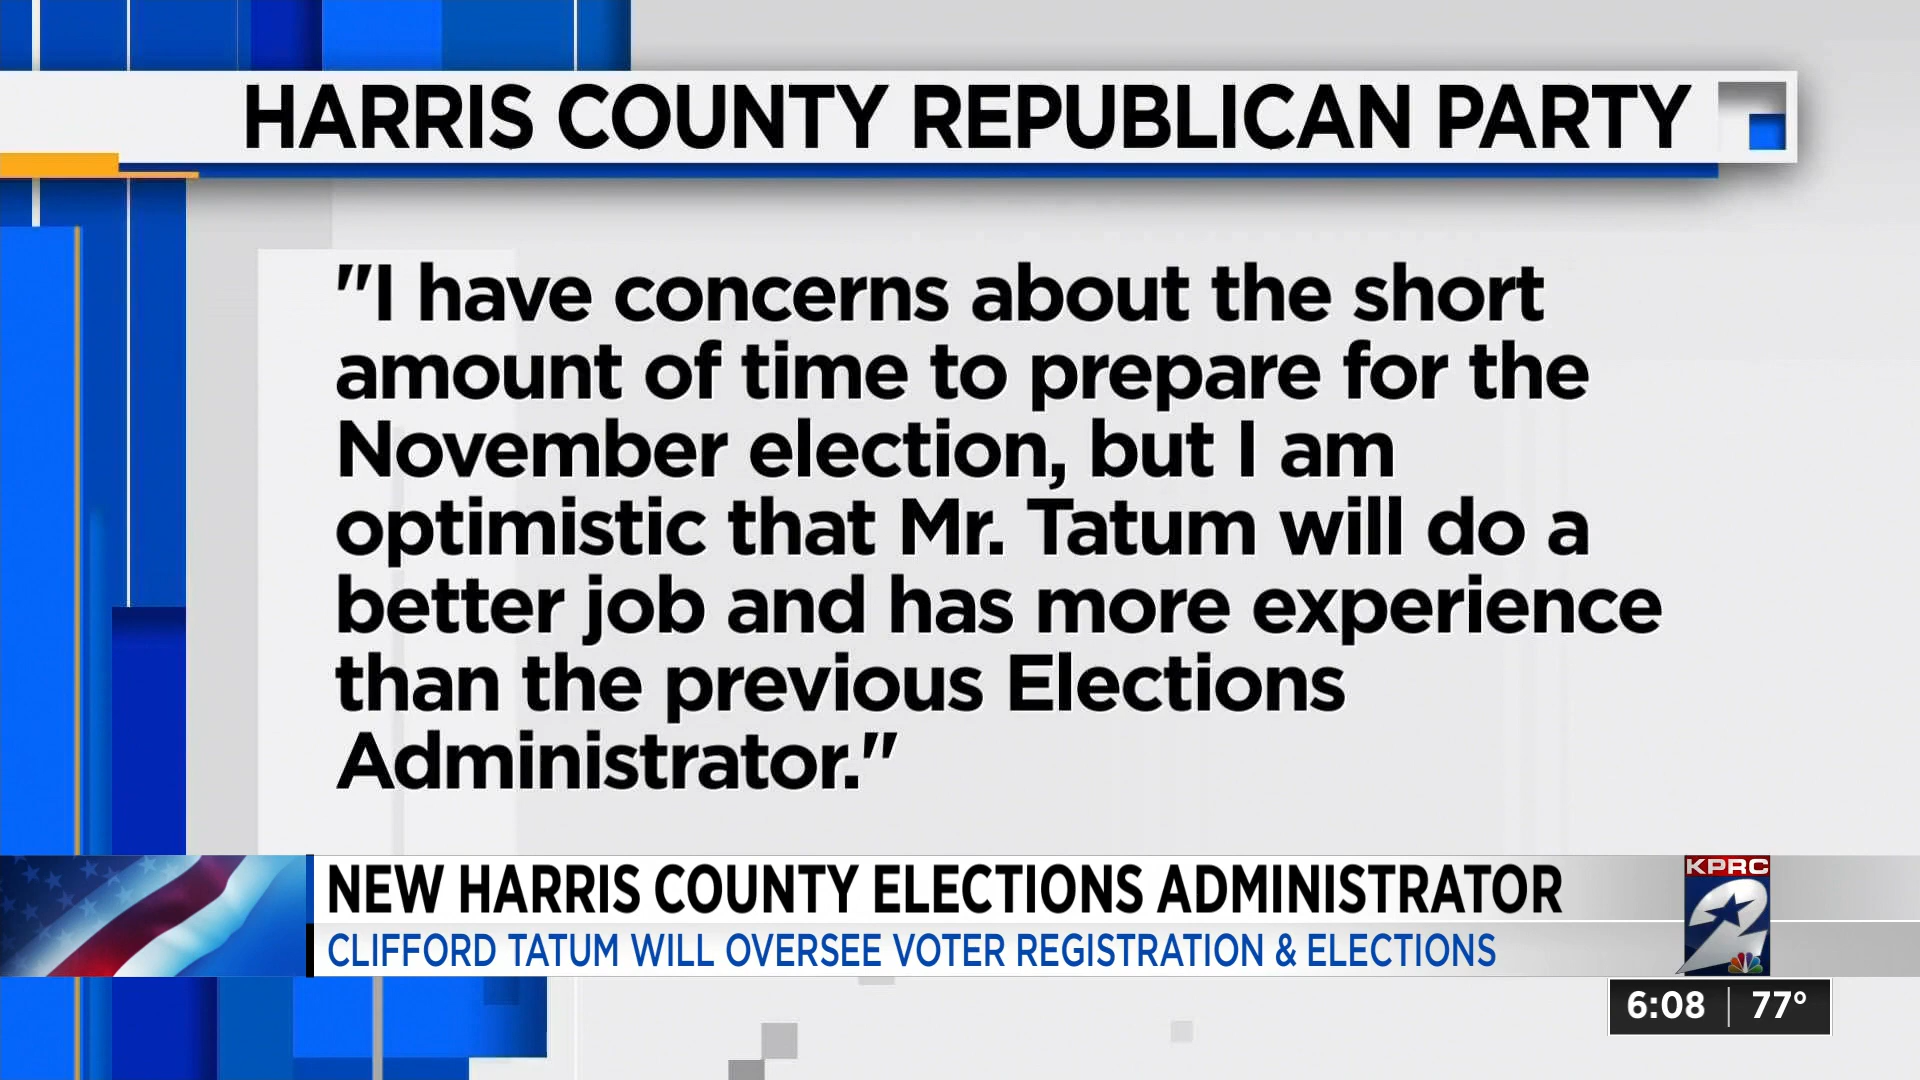 HARRIS COUNTY REPUBLICAN PARTY
"I have concerns about the short
amount of time to prepare for the
November election, but I am
optimistic that Mr. Tatum will do a
better job and has more experience
than the previous Elections
Administrator."
NEW HARRIS COUNTY ELECTIONS ADMINISTRATOR
CLIFFORD TATUM WILL OVERSEE VOTER REGISTRATION & ELECTIONS
KPRC
2
6:08 | 77°